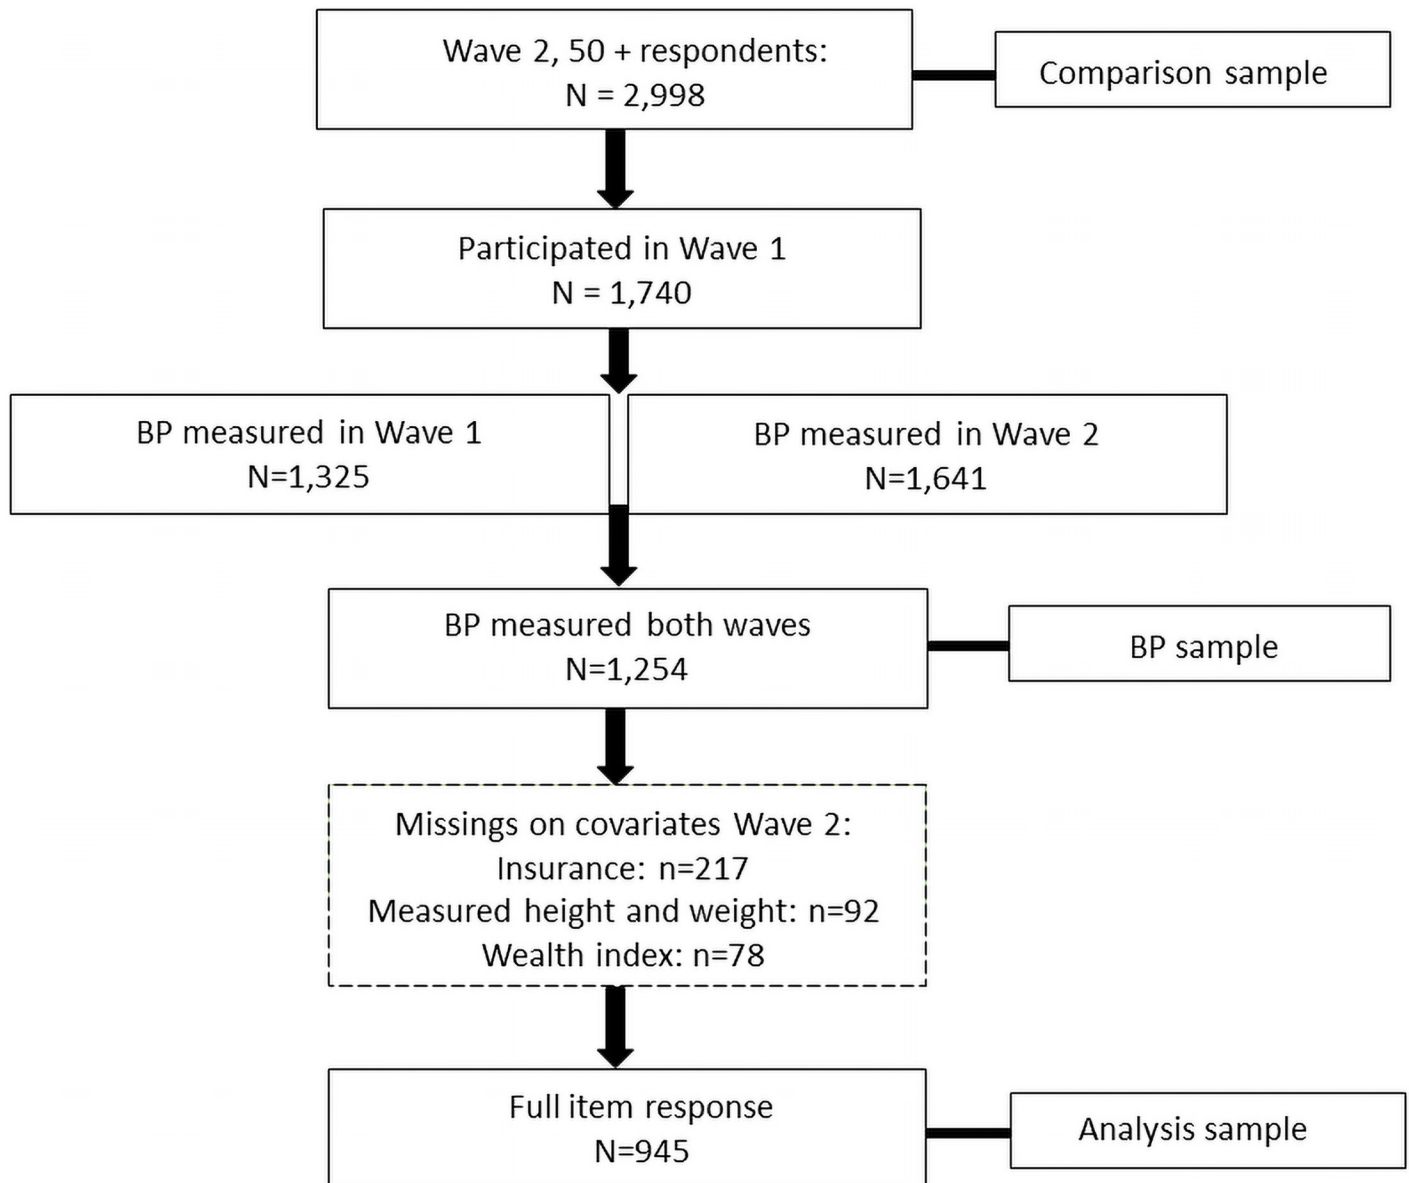 Wave 2, 50 + respondents:
N = 2,998
Comparison sample
Participated in Wave 1
N = 1,740
BP measured in Wave 1
N=1,325
BP measured in Wave 2
N=1,641
BP measured both waves
N=1,254
BP sample
Missings on covariates Wave 2:
Insurance: n=217
Measured height and weight: n=92
Wealth index: n=78
Full item response
N=945
Analysis sample